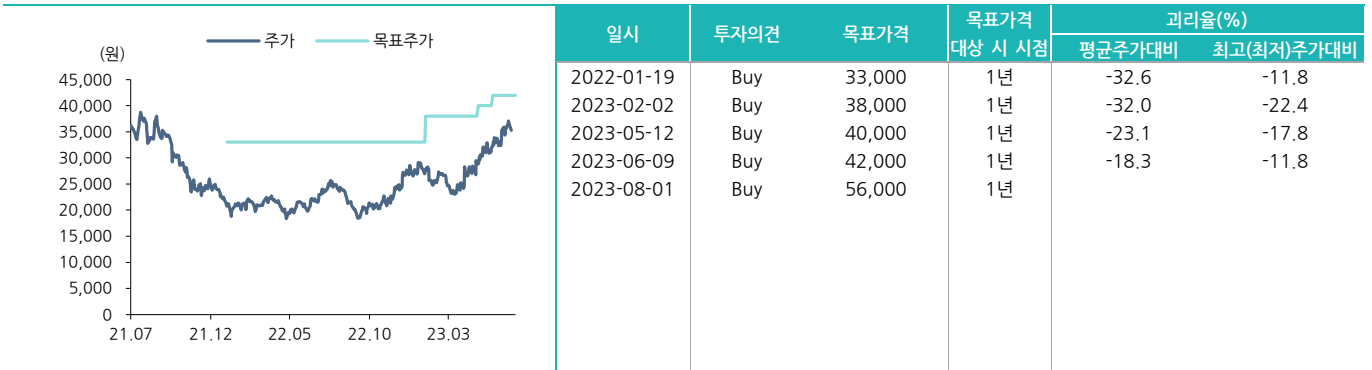 (원)
주가
목표주가
45,000
40,000
35,000
30,000
25,000
20,000
15,000
10,000
5,000
0
21.07 21.12 22.05 22.10 23.03
일시 투자의견 목표가격 목표가격 대상 시 시점 괴리율(%)
평균주가대비 최고(최저)주가대비
2022-01-19 Buy 33,000 1년 -32.6 -11.8
2023-02-02 Buy 38,000 1년 -32.0 -22.4
2023-05-12 Buy 40,000 1년 -23.1 -17.8
2023-06-09 Buy 42,000 1년 -18.3 -11.8
2023-08-01 Buy 56,000 1년